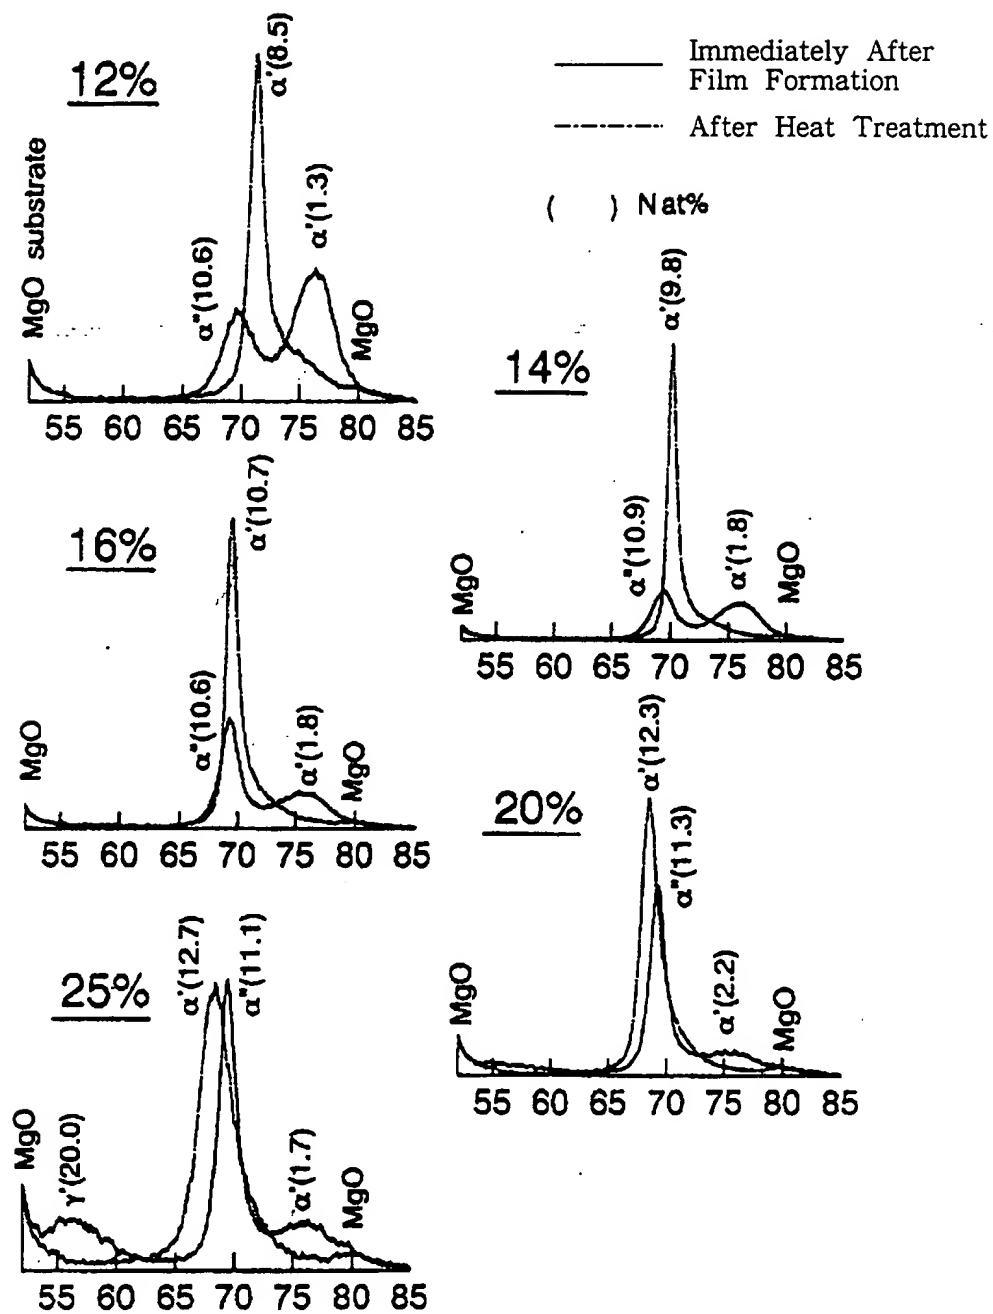 Immediately After
Film Formation
After Heat Treatment
( ) Nat%
12%
MgO substrate
α"(10.6)
α'(8.5)
α'(1.3)
MgO
55 60 65 70 75 80 85
14%
MgO
α"(10.9)
α'(9.8)
α'(1.8)
MgO
55 60 65 70 75 80 85
16%
MgO
α"(10.6)
α'(10.7)
α'(1.8)
MgO
55 60 65 70 75 80 85
20%
MgO
α'(12.3)
α"(11.3)
α'(2.2)
MgO
55 60 65 70 75 80 85
25%
MgO
γ'(20.0)
α'(12.7)
α"(11.1)
α'(1.7)
MgO
55 60 65 70 75 80 85